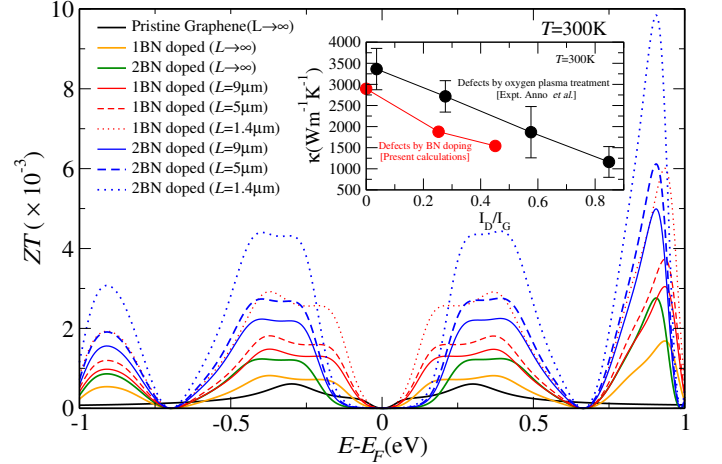 T=300K
10
8
6
4
2
0
ZT ( × 10⁻³)
Pristine Graphene(L→∞)
1BN doped (L→∞)
2BN doped (L→∞)
1BN doped (L=9μm)
1BN doped (L=5μm)
1BN doped (L=1.4μm)
2BN doped (L=9μm)
2BN doped (L=5μm)
2BN doped (L=1.4μm)
4000
3500
3000
2500
2000
1500
1000
500
κ(Wm⁻¹K⁻¹)
T=300K
Defects by oxygen plasma treatment
[Expt. Anno et al.]
Defects by BN doping
[Present calculations]
0 0.2 0.4 0.6 0.8
I_D/I_G
-1 -0.5 0 0.5 1
E-E_F(eV)